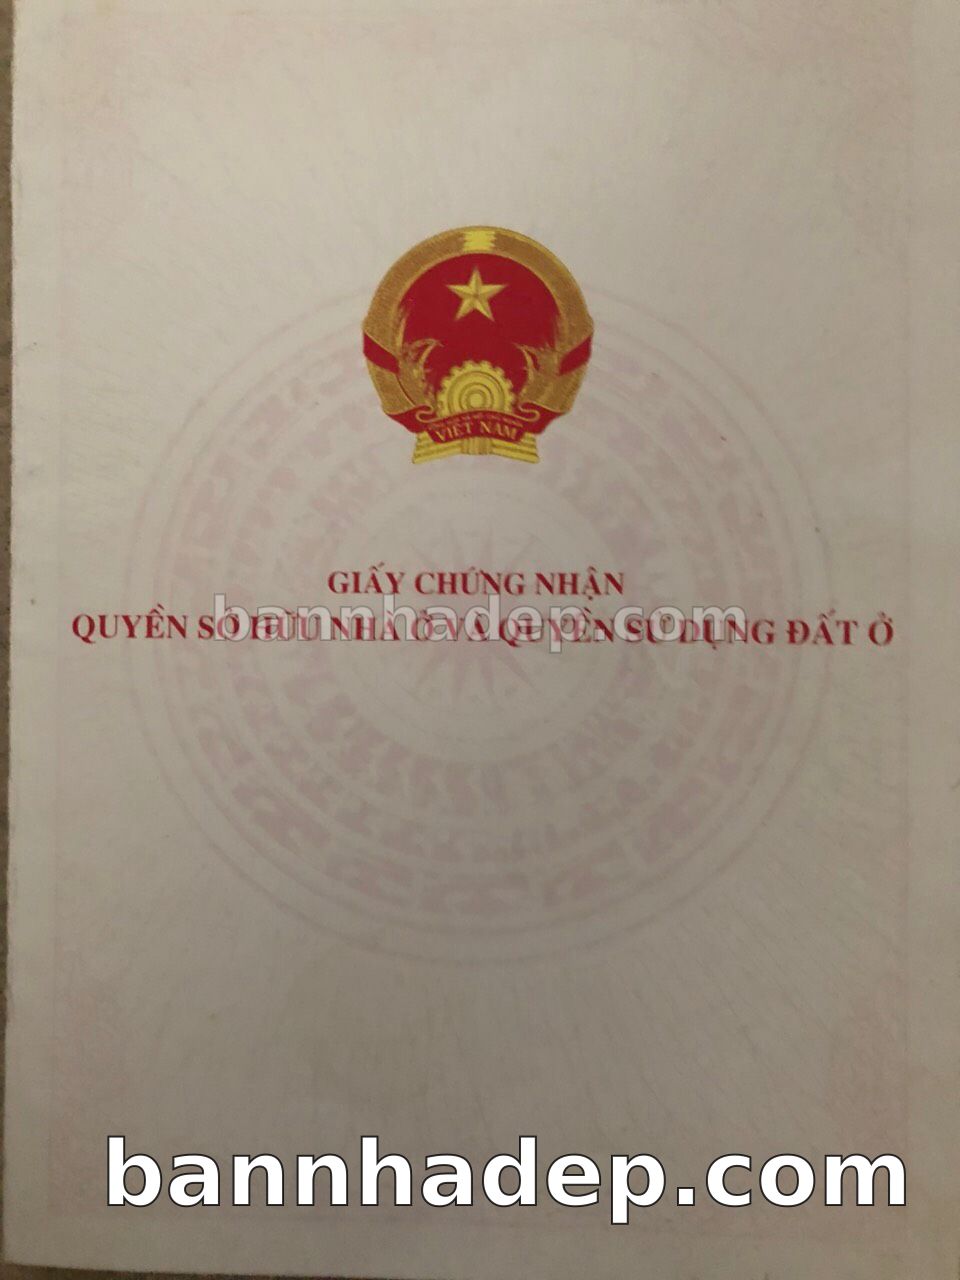 VIỆT NAM
GIẤY CHỨNG NHẬN
QUYỀN SỞ HỮU NHÀ Ở VÀ QUYỀN SỬ DỤNG ĐẤT Ở
bannhadep.com
bannhadep.com